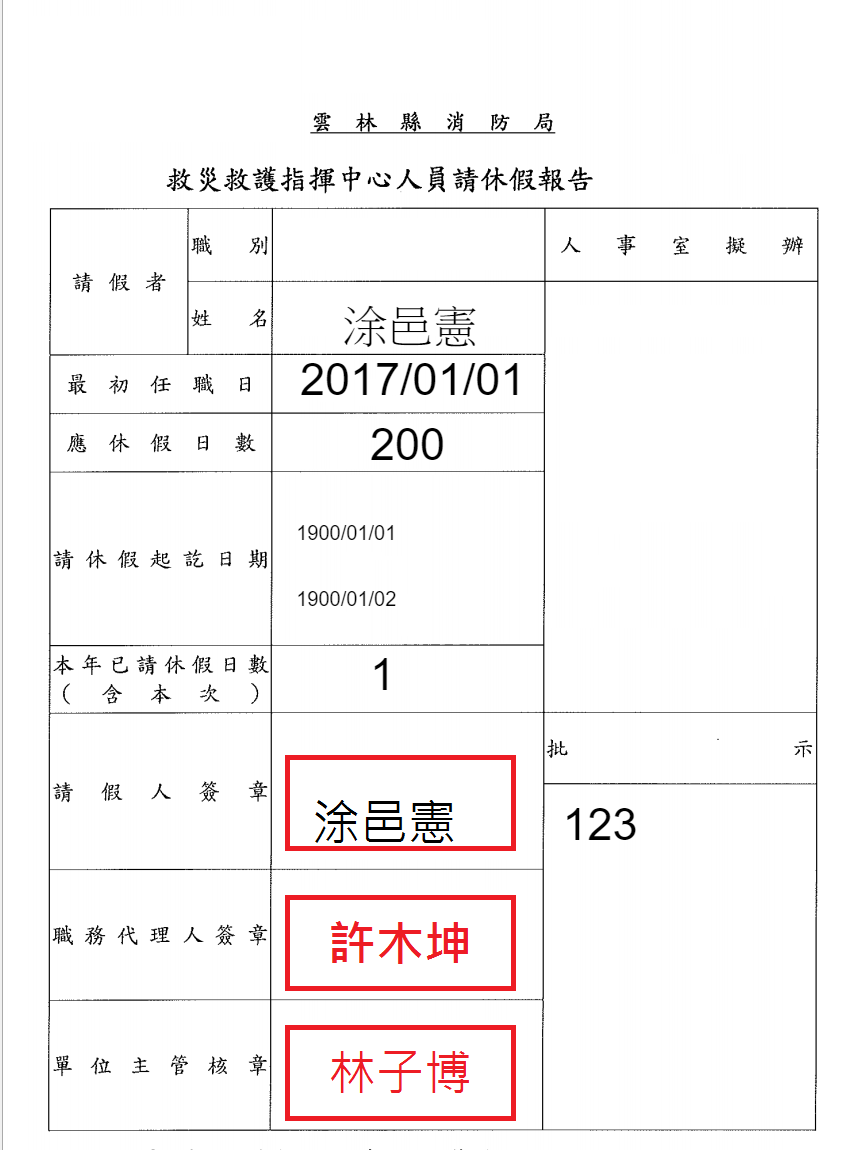 雲林縣消防局
救災救護指揮中心人員請休假報告
請假者
職別
人事室擬辦
姓名
涂邑憲
最初任職日
2017/01/01
應休假日數
200
請休假起訖日期
1900/01/01
1900/01/02
本年已請休假日數
(含本次)
1
請假人簽章
涂邑憲
批示
123
職務代理人簽章
許木坤
單位主管核章
林子博